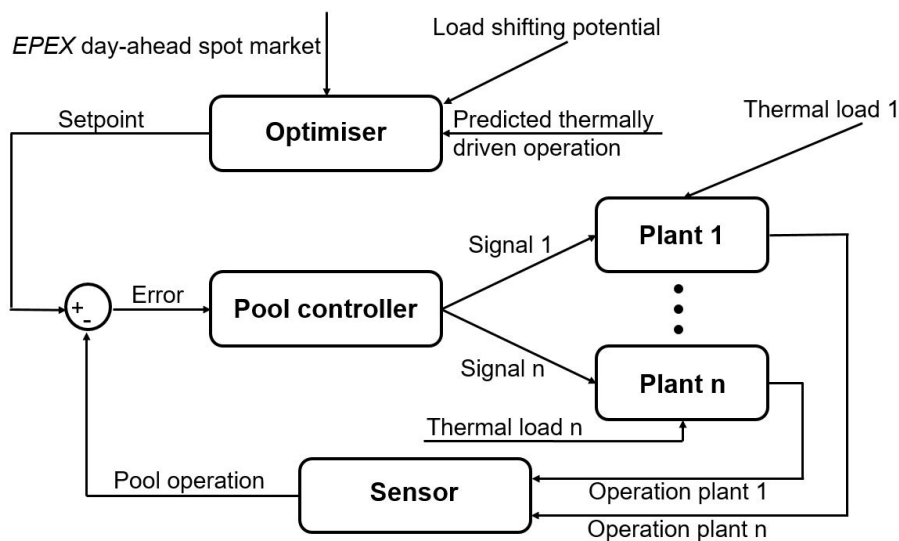 EPEX day-ahead spot market
Load shifting potential
Setpoint
Optimiser
Predicted thermally
driven operation
Thermal load 1
Signal 1
Plant 1
+
-
Error
Pool controller
Signal n
Plant n
Thermal load n
Pool operation
Sensor
Operation plant 1
Operation plant n